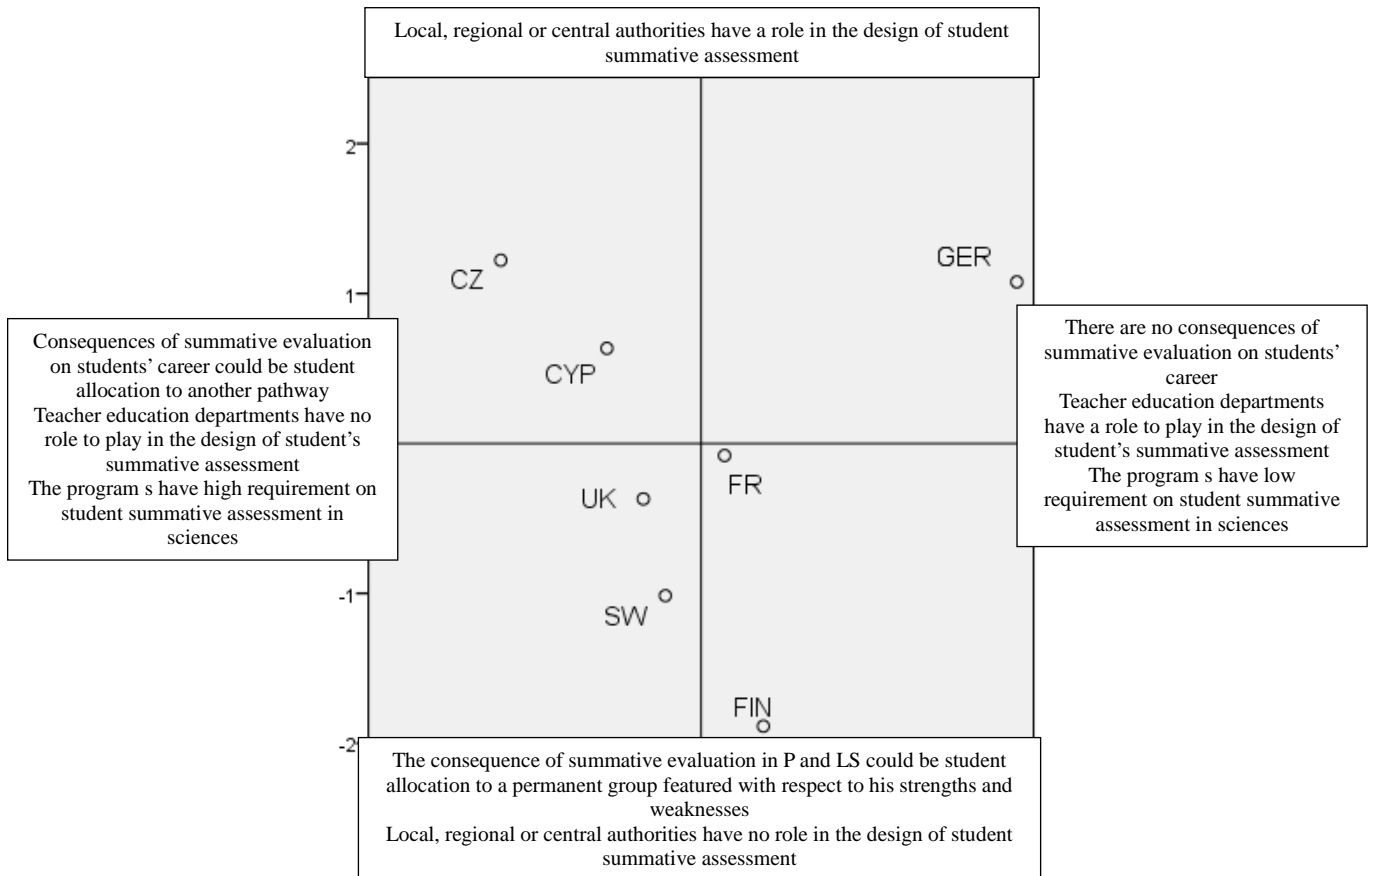 Local, regional or central authorities have a role in the design of student
summative assessment
2
GER
CZ
1
Consequences of summative evaluation
on students’ career could be student
allocation to another pathway
Teacher education departments have no
role to play in the design of student’s
summative assessment
The program s have high requirement on
student summative assessment in
sciences
There are no consequences of
summative evaluation on students’
career
Teacher education departments
have a role to play in the design of
student’s summative assessment
The program s have low
requirement on student summative
assessment in sciences
CYP
FR
UK
-1
SW
FIN
-2
The consequence of summative evaluation in P and LS could be student
allocation to a permanent group featured with respect to his strengths and
weaknesses
Local, regional or central authorities have no role in the design of student
summative assessment